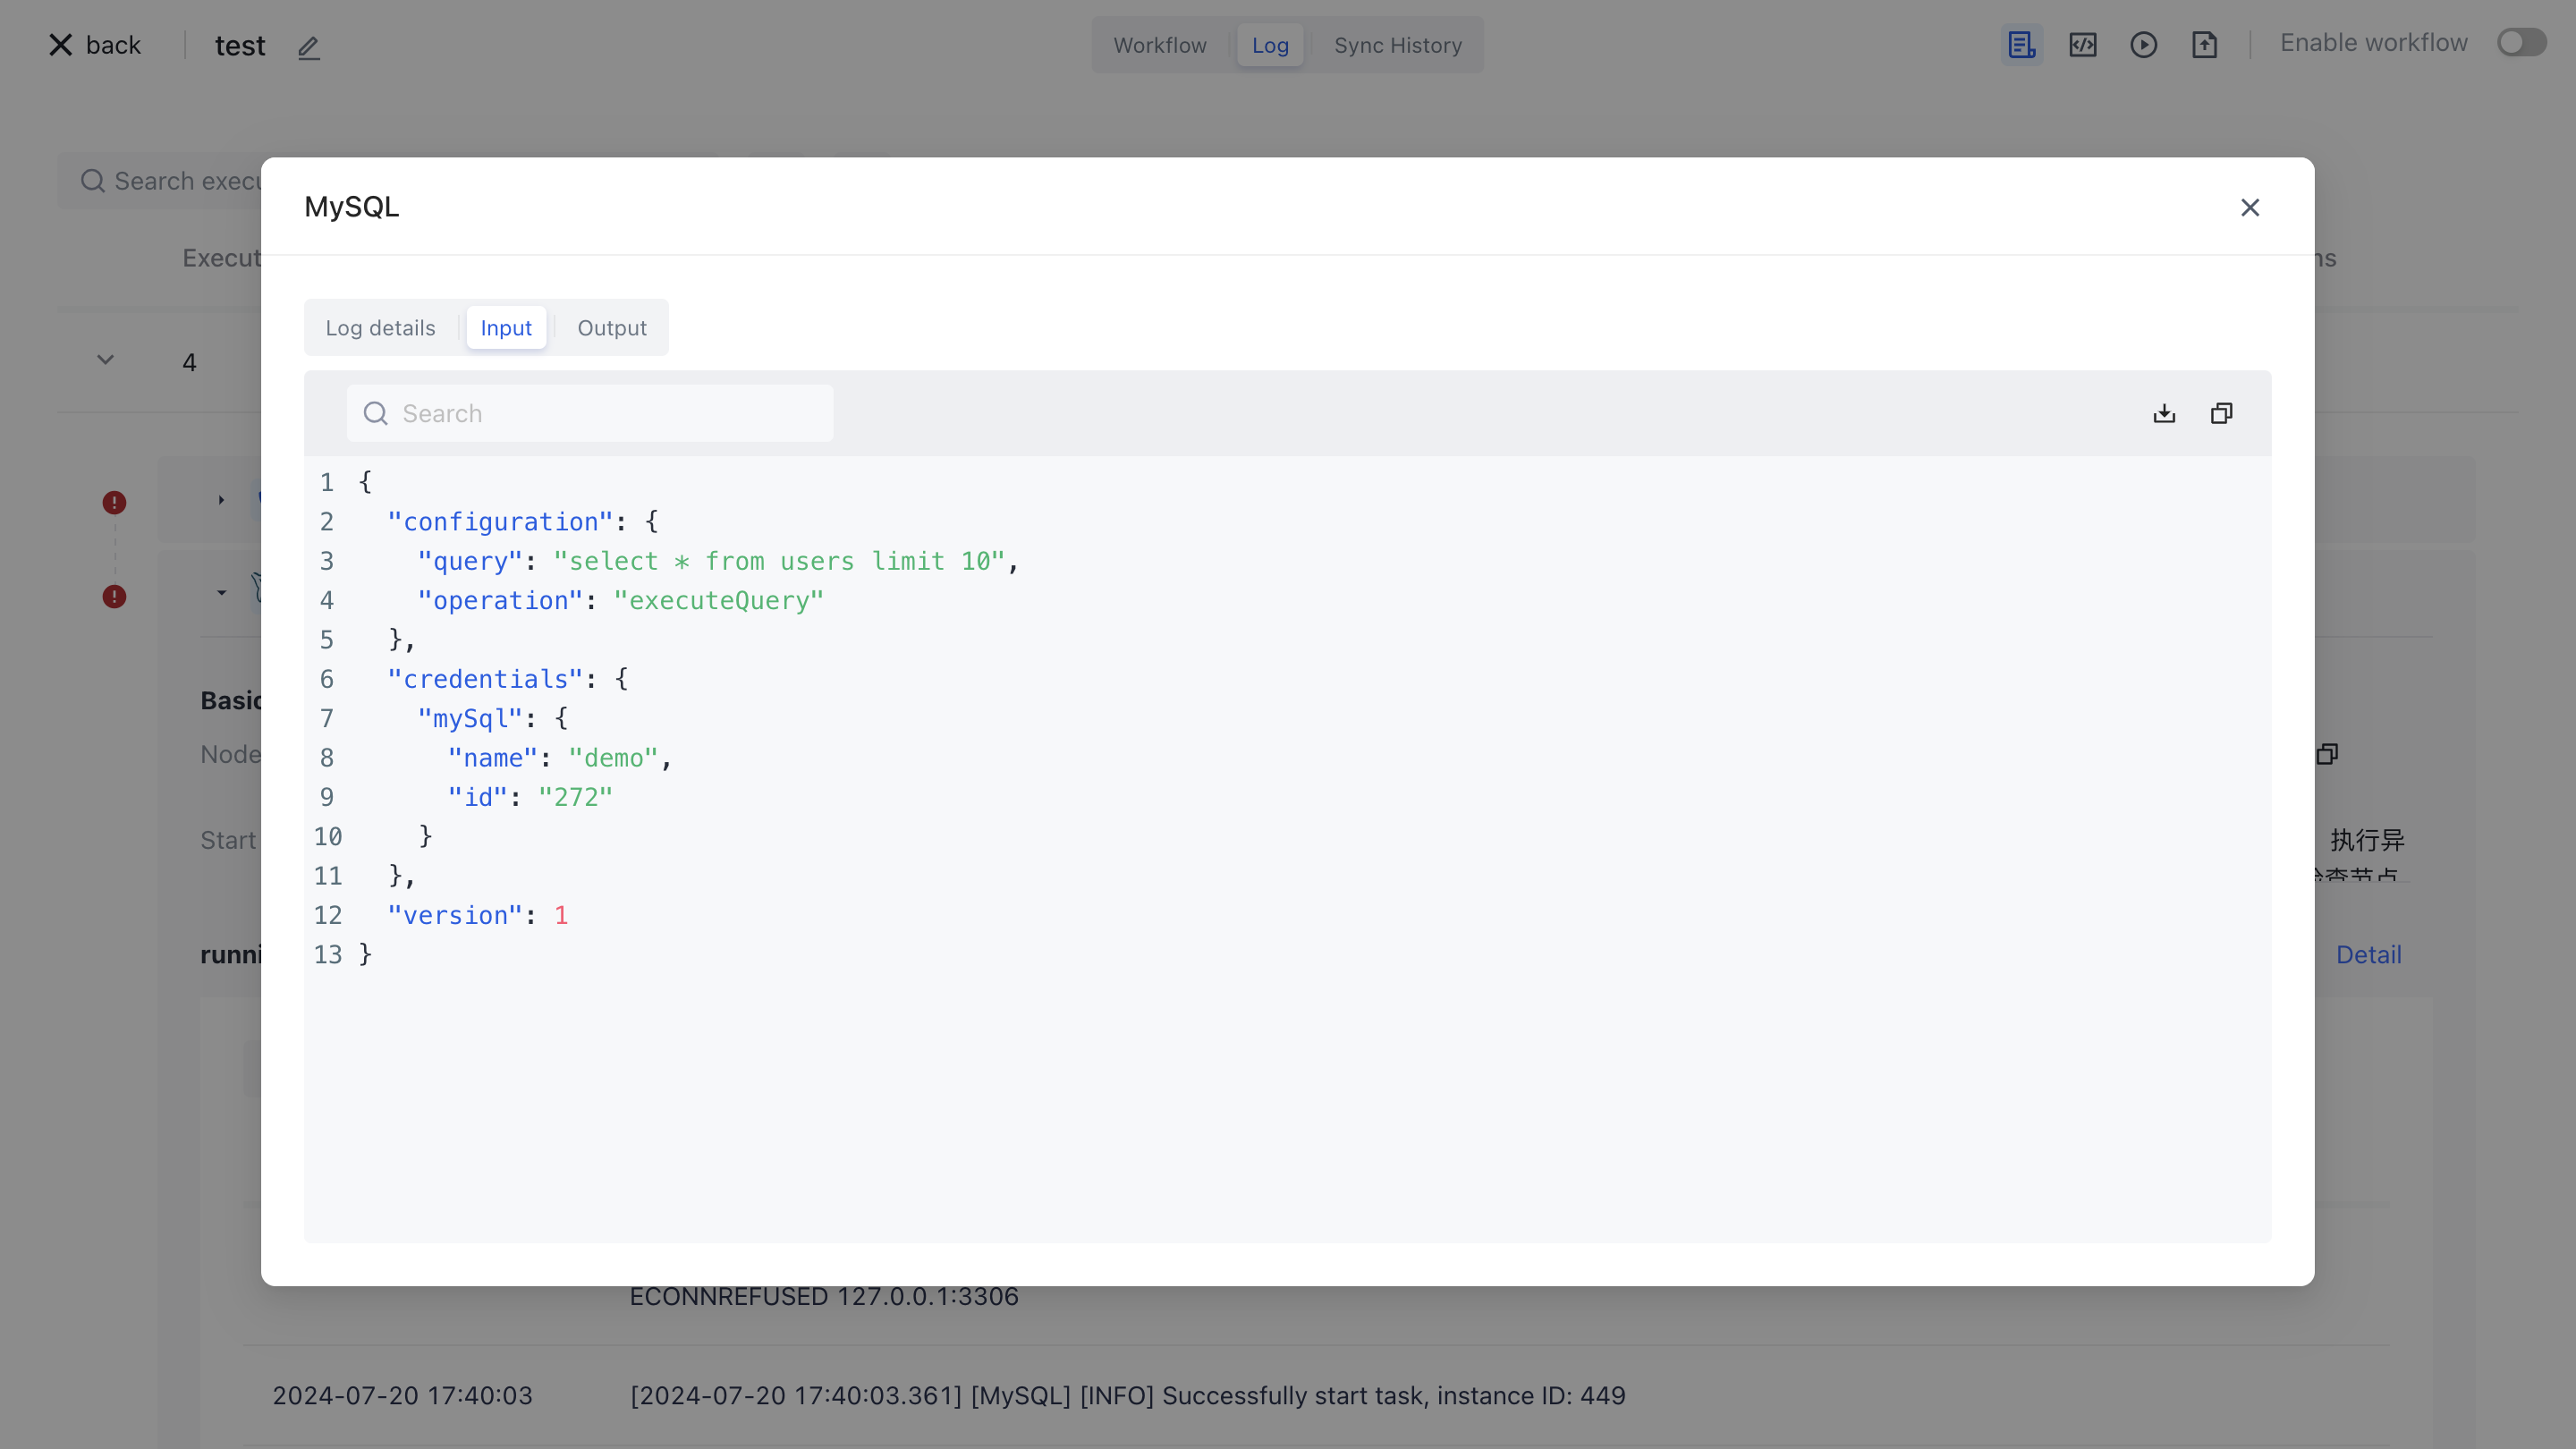 back test Workflow Log Sync History Enable workflow
Search
MySQL
Log details Input Output
4
Search
1 {
2 "configuration": {
3 "query": "select * from users limit 10",
4 "operation": "executeQuery"
5 },
6 "credentials": {
7 "mySql": {
8 "name": "demo",
9 "id": "272"
10 }
11 },
12 "version": 1
13 }
Basic
Node
Start 执行异
检查节点
Detail
ECONNREFUSED 127.0.0.1:3306
2024-07-20 17:40:03 [2024-07-20 17:40:03.361] [MySQL] [INFO] Successfully start task, instance ID: 449